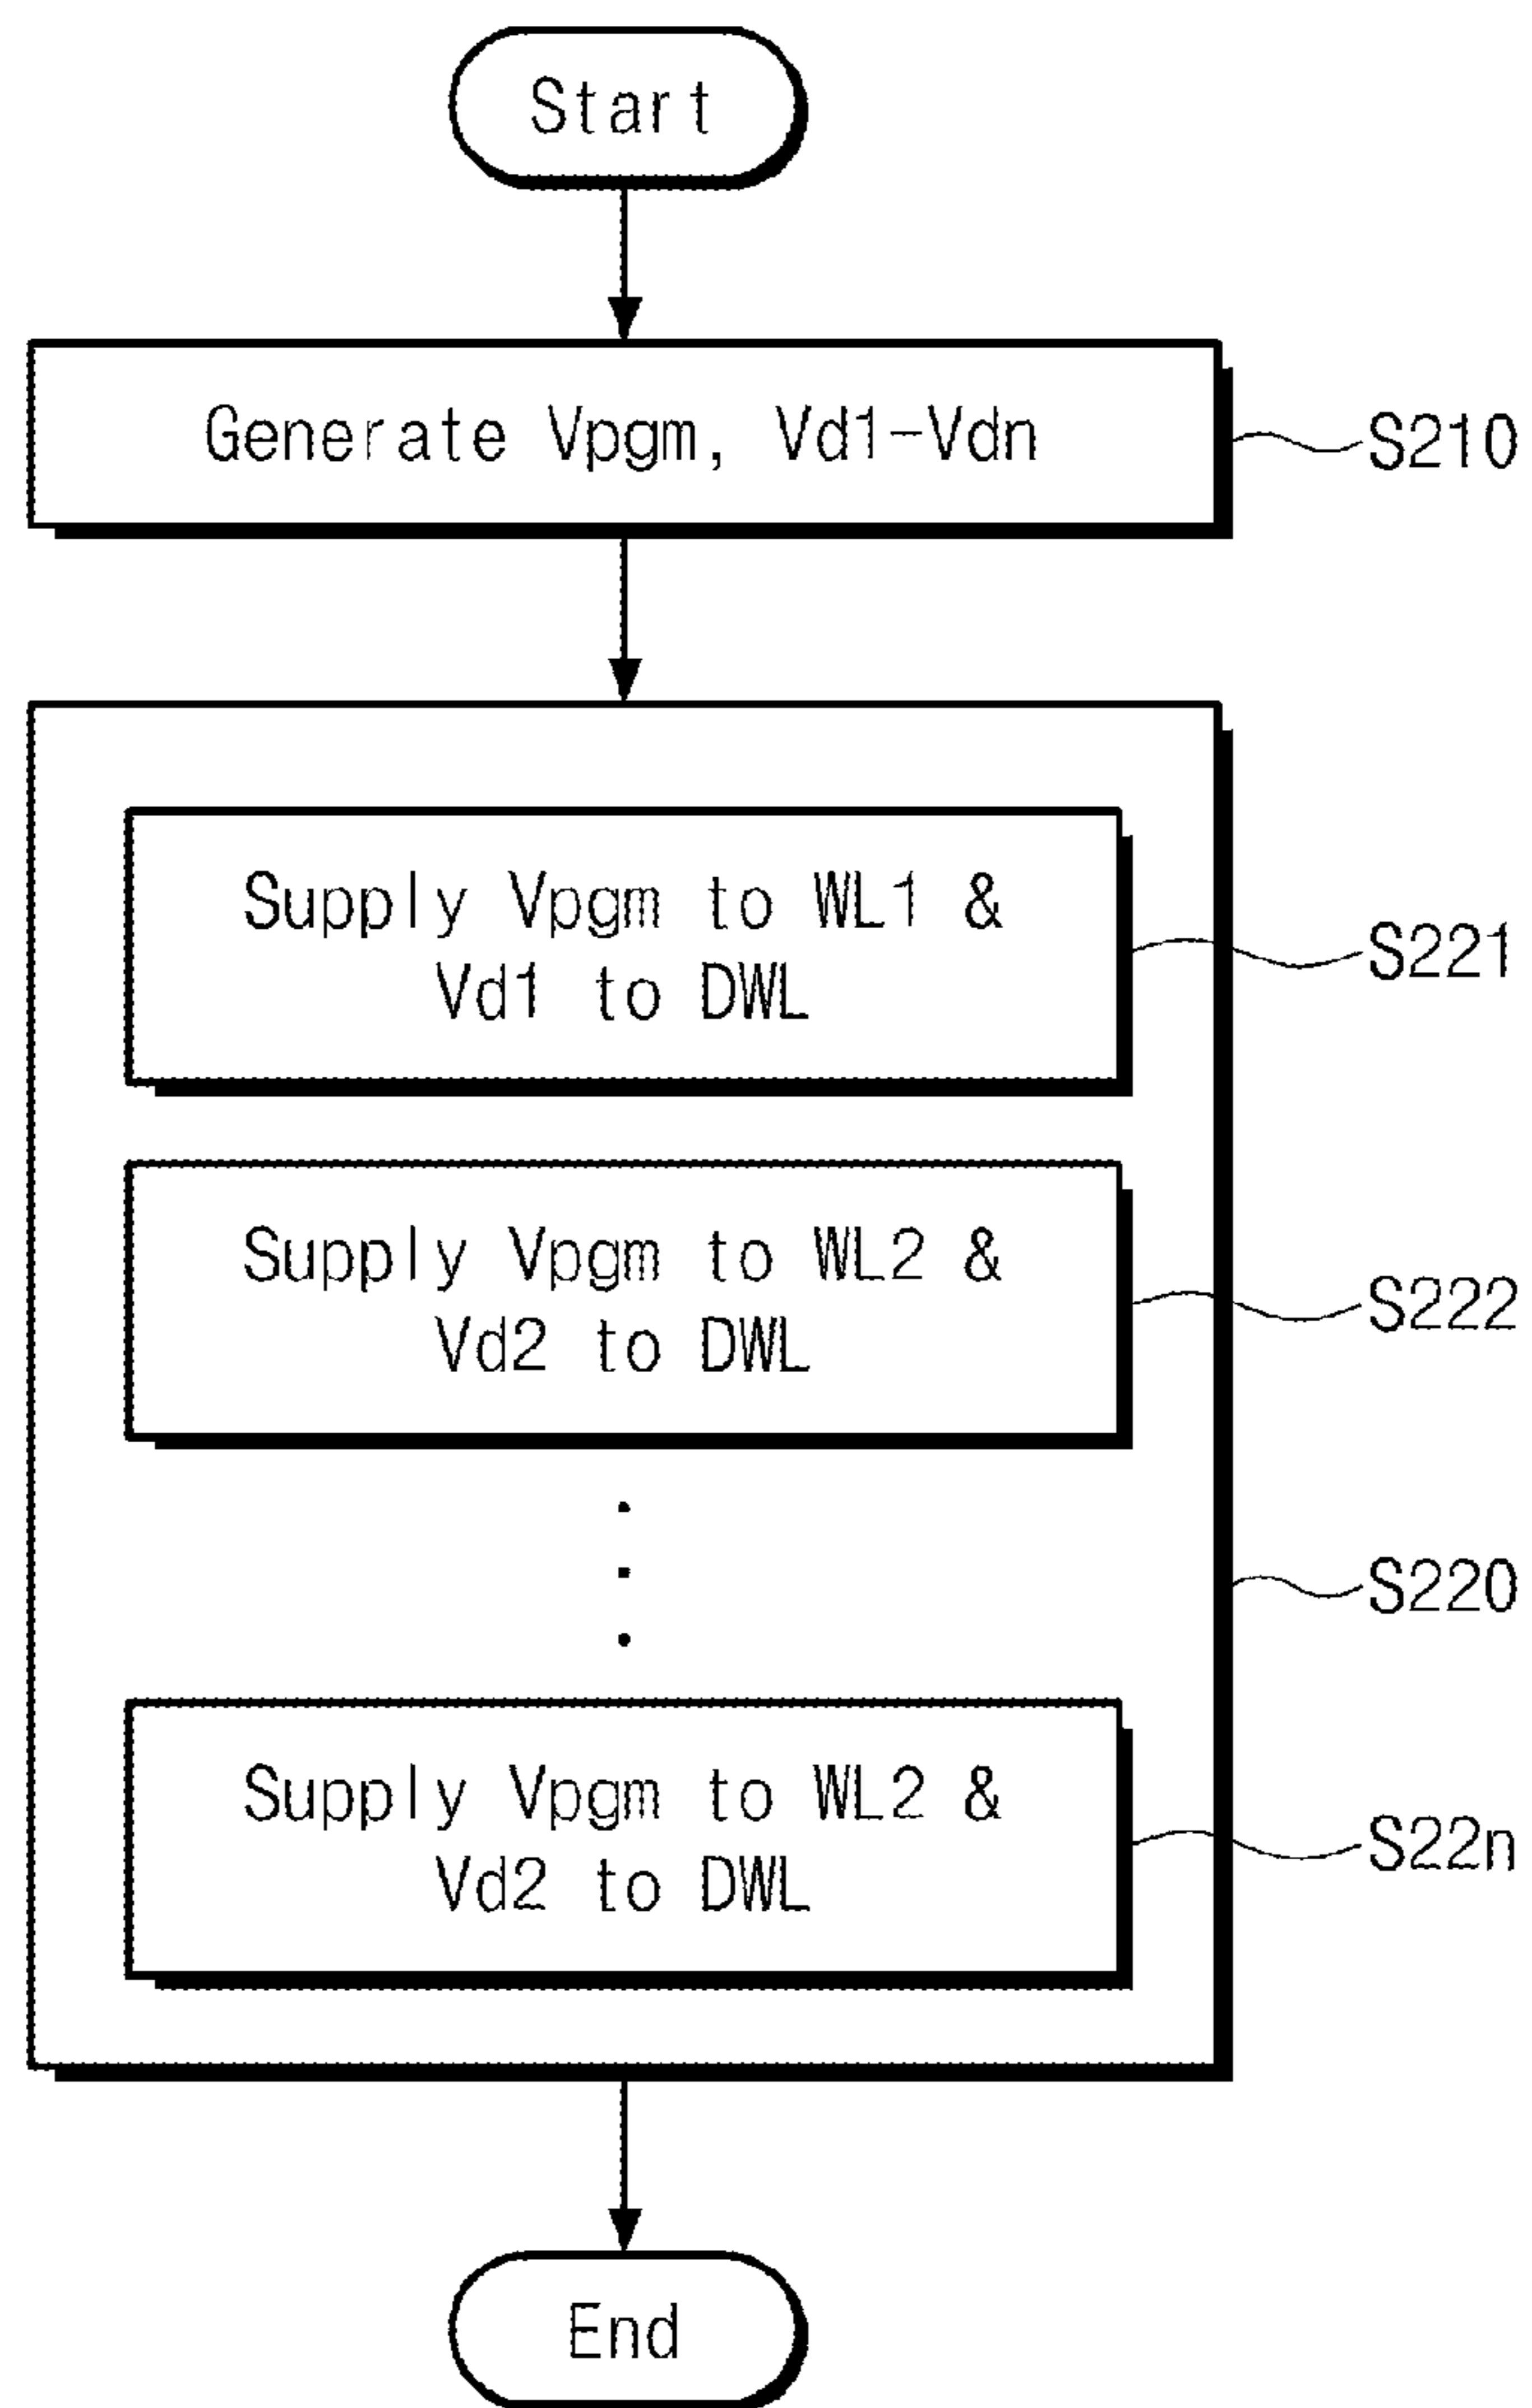 Start
Generate Vpgm, Vd1-Vdn
S210
Supply Vpgm to WL1 &
Vd1 to DWL
S221
Supply Vpgm to WL2 &
Vd2 to DWL
S222
S220
Supply Vpgm to WL2 &
Vd2 to DWL
S22n
End